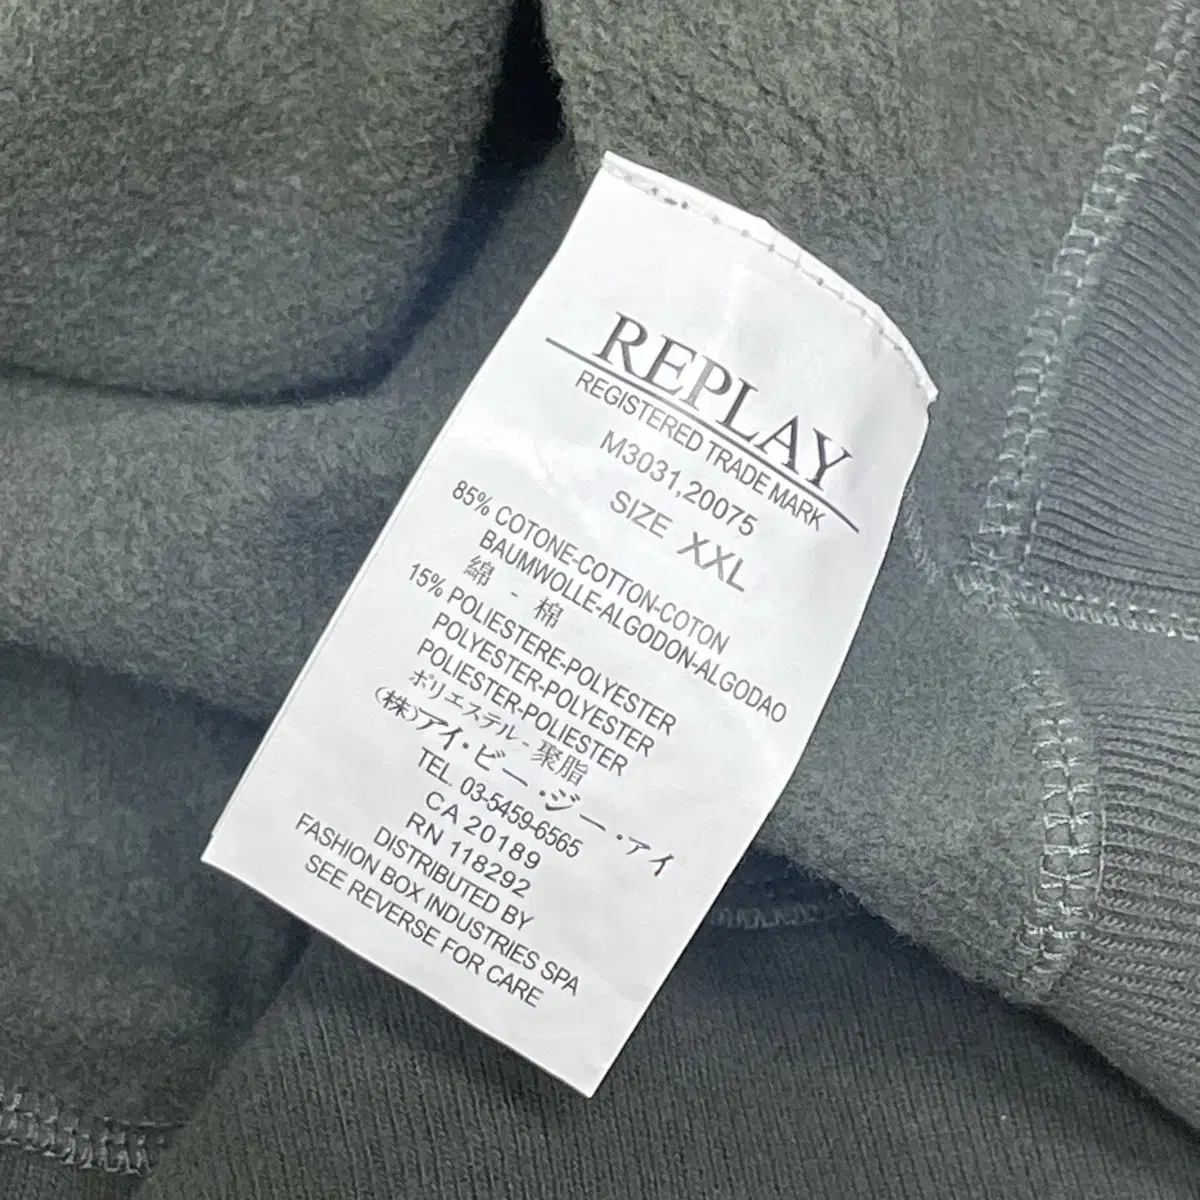 REPLAY
REGISTERED TRADE MARK
M3031,20075
SIZE XXL
85% COTONE-COTTON-COTON
BAUMWOLLE-ALGODON-ALGODAO
綿 - 棉
15% POLIESTERE-POLYESTER
POLYESTER-POLYESTER
POLIESTER-POLIESTER
ポリエステル - 聚脂
(株)アイ・ビー・ジー・アイ
TEL 03-5459-6565
CA 20189
RN 118292
DISTRIBUTED BY
FASHION BOX INDUSTRIES SPA
SEE REVERSE FOR CARE